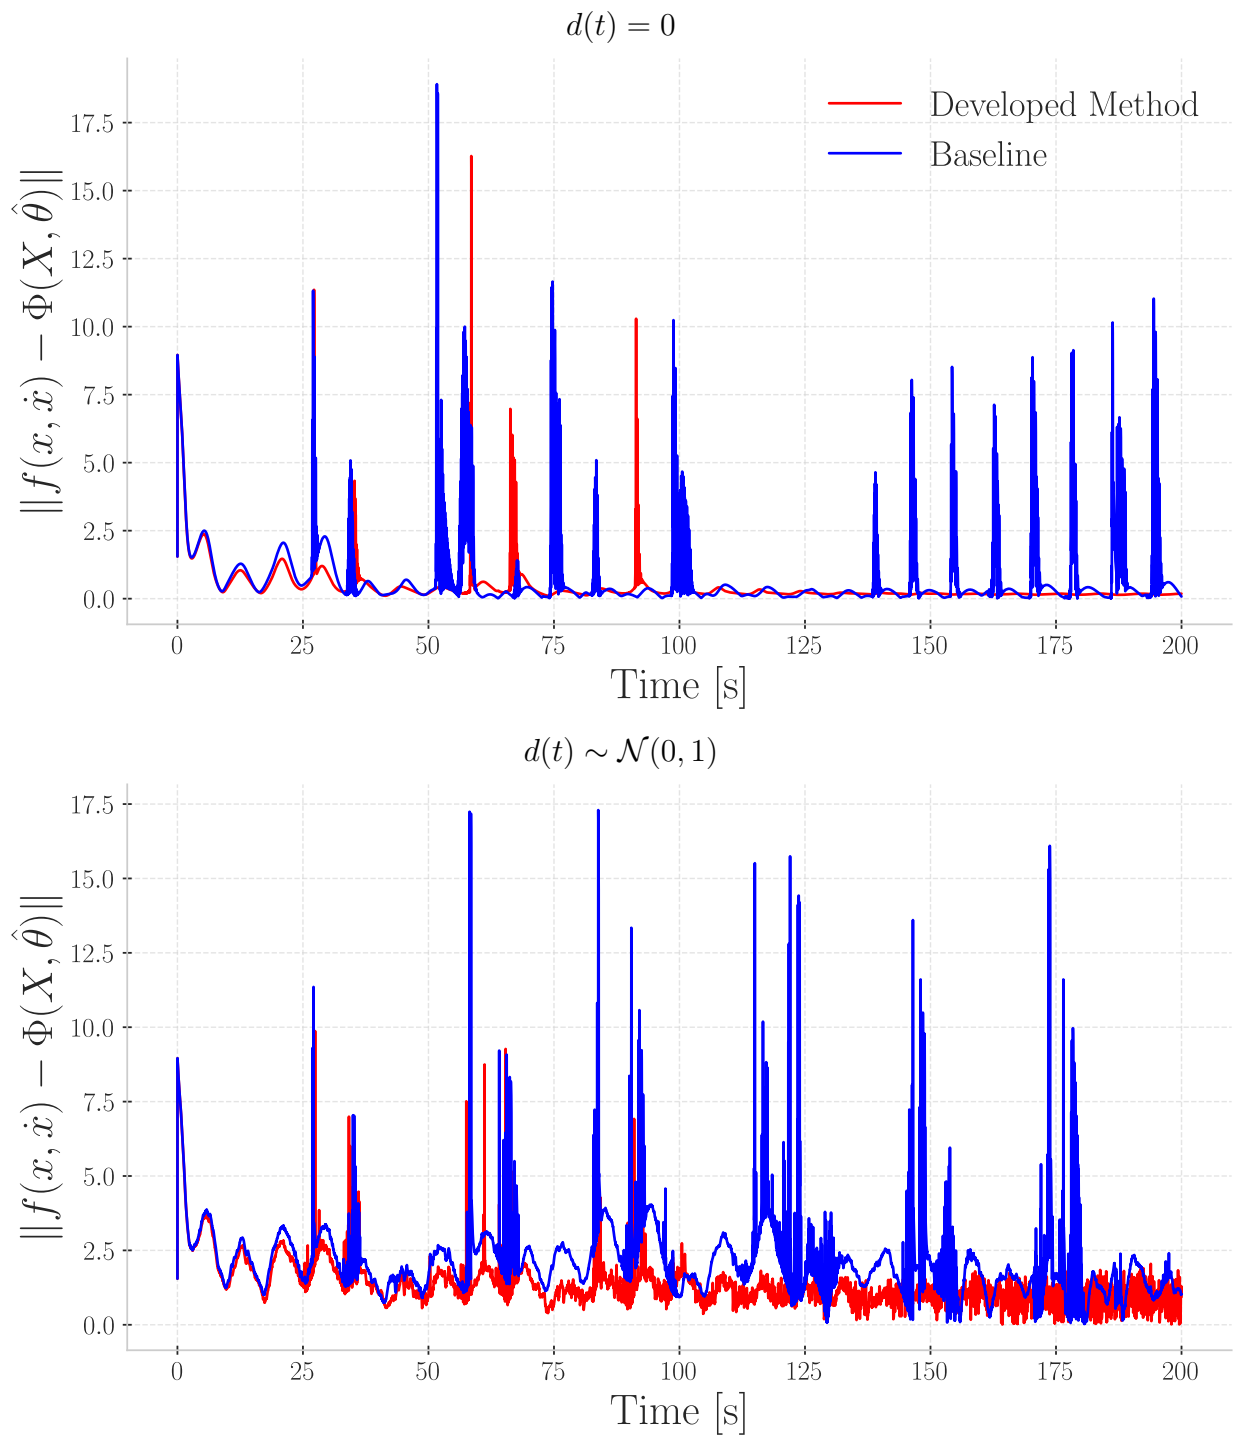 d(t) = 0
Developed Method
Baseline
‖f(x, ẋ) − Φ(X, θ̂)‖
17.5
15.0
12.5
10.0
7.5
5.0
2.5
0.0
0 25 50 75 100 125 150 175 200
Time [s]
d(t) ∼ 𝒩(0, 1)
‖f(x, ẋ) − Φ(X, θ̂)‖
17.5
15.0
12.5
10.0
7.5
5.0
2.5
0.0
0 25 50 75 100 125 150 175 200
Time [s]